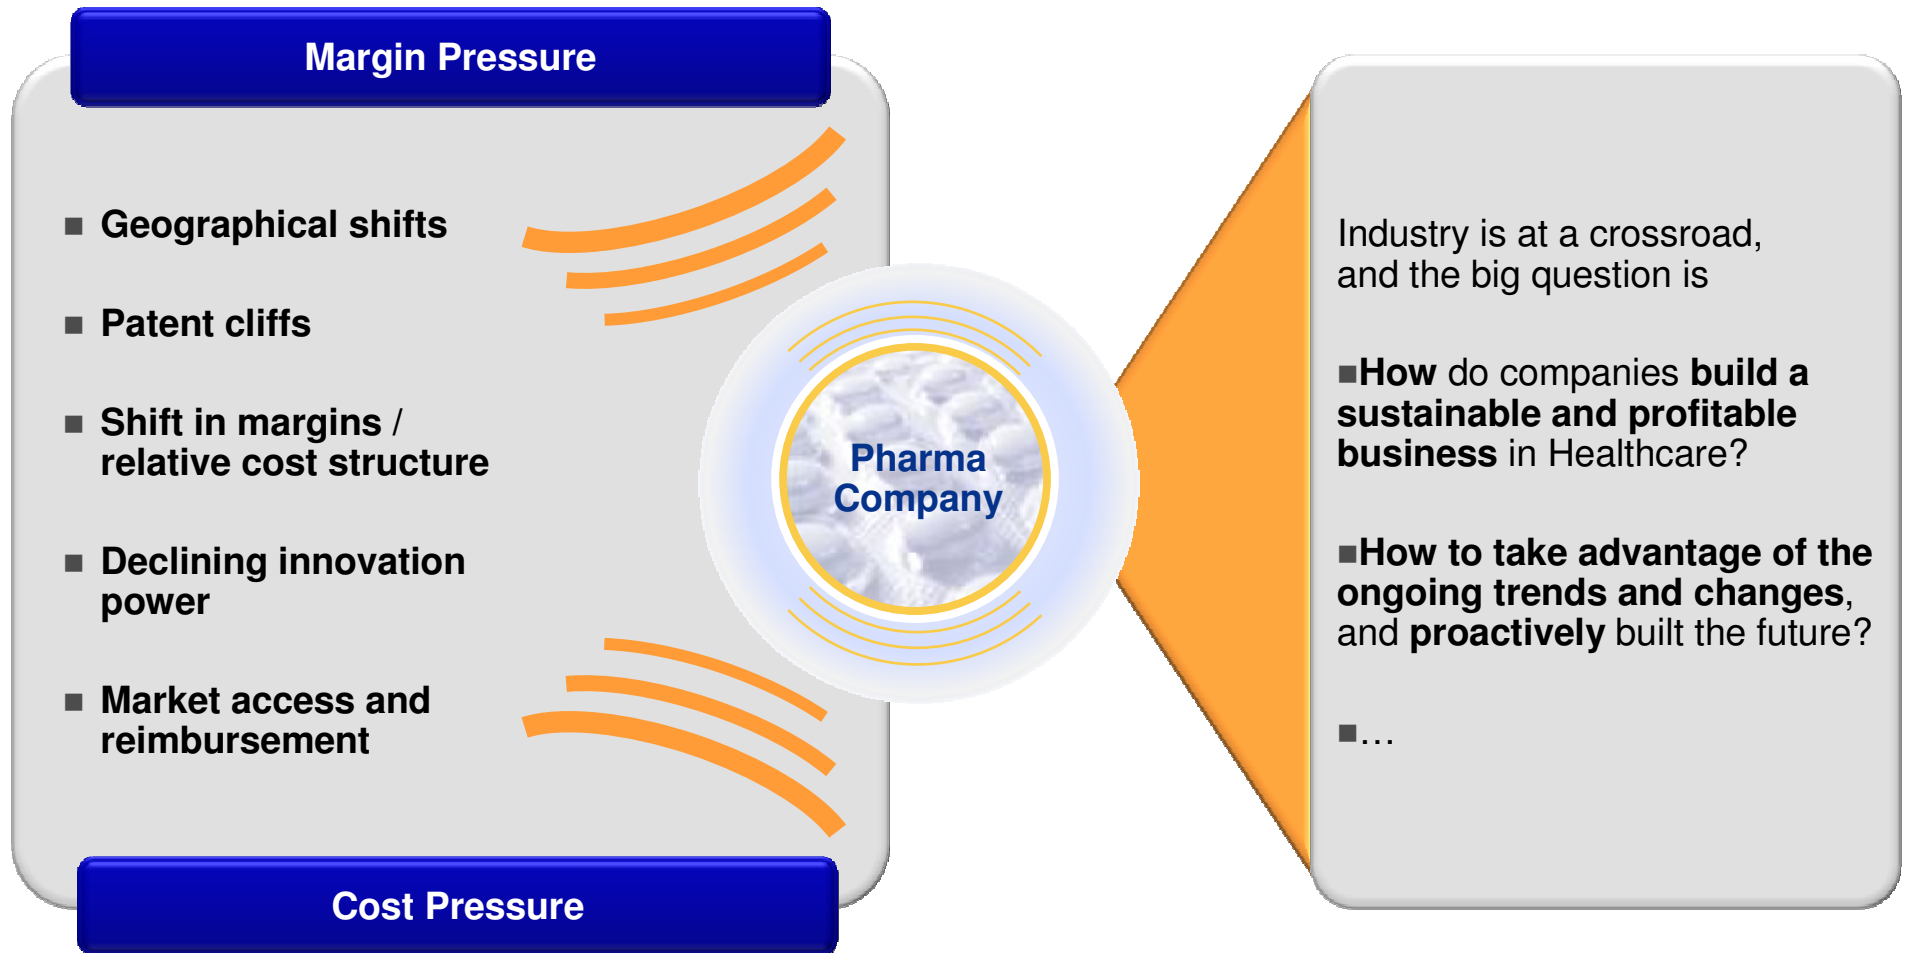 Margin Pressure
■ Geographical shifts
■ Patent cliffs
■ Shift in margins /
relative cost structure
■ Declining innovation
power
■ Market access and
reimbursement
Cost Pressure
Pharma
Company
Industry is at a crossroad,
and the big question is
■How do companies build a
sustainable and profitable
business in Healthcare?
■How to take advantage of the
ongoing trends and changes,
and proactively built the future?
■…